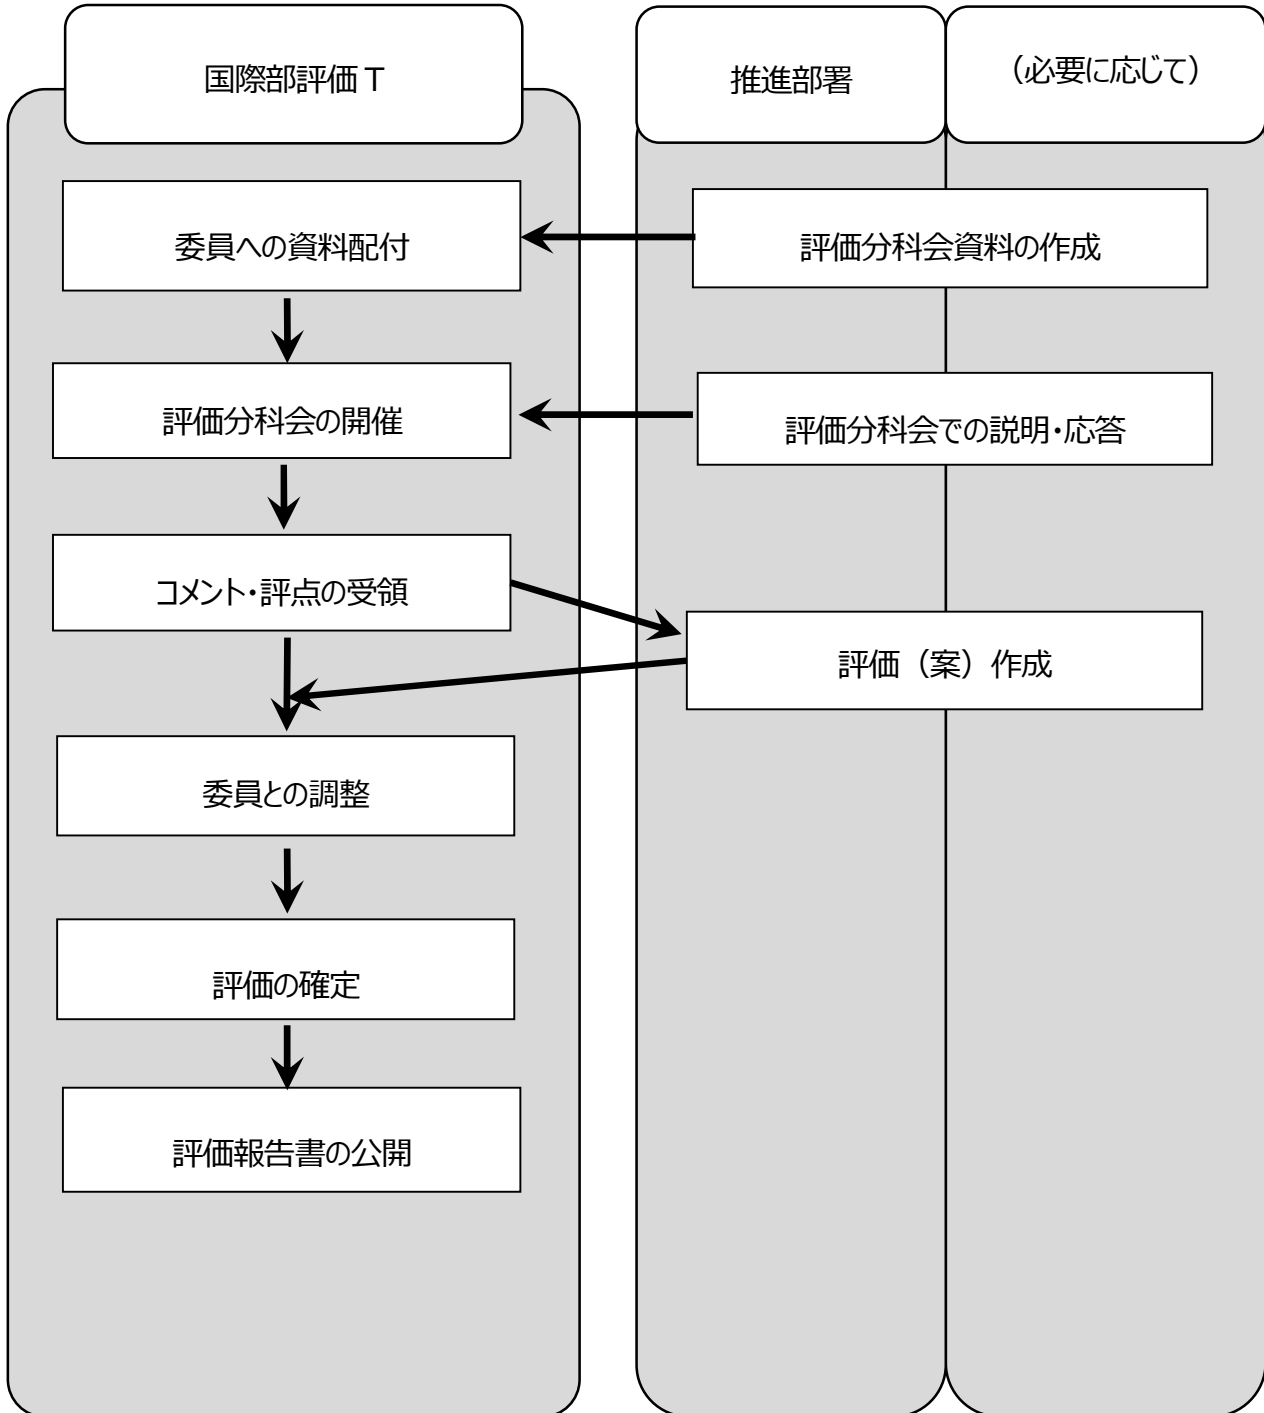 国際部評価T
推進部署
（必要に応じて）
委員への資料配付
評価分科会資料の作成
評価分科会の開催
評価分科会での説明・応答
コメント・評点の受領
評価（案）作成
委員との調整
評価の確定
評価報告書の公開